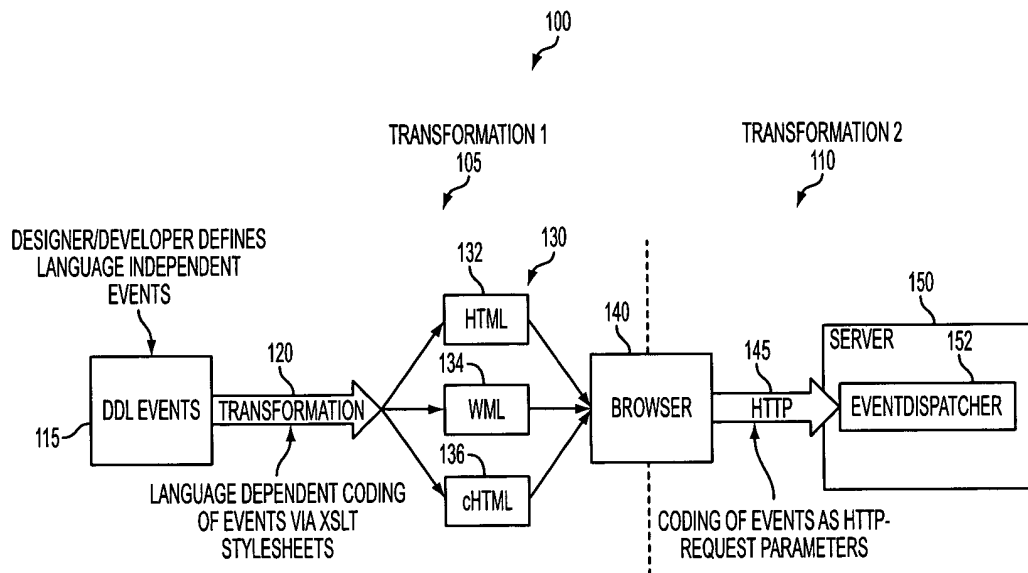 100
TRANSFORMATION 1
105
TRANSFORMATION 2
110
DESIGNER/DEVELOPER DEFINES
LANGUAGE INDEPENDENT
EVENTS
115
DDL EVENTS
120
TRANSFORMATION
LANGUAGE DEPENDENT CODING
OF EVENTS VIA XSLT
STYLESHEETS
130
132
HTML
134
WML
136
cHTML
140
BROWSER
145
HTTP
CODING OF EVENTS AS HTTP-
REQUEST PARAMETERS
150
SERVER
152
EVENTDISPATCHER